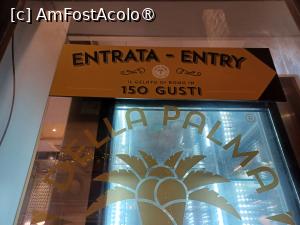 [c] AmFostAcolo®
ENTRATA - ENTRY
IL GELATO DI ROMA IN
150 GUSTI
DELLA PALMA ®